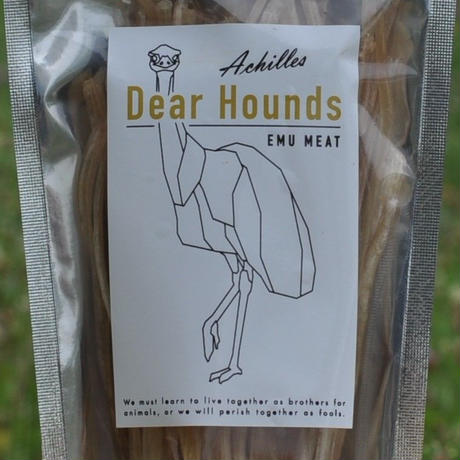 Achilles
Dear Hounds
EMU MEAT
We must learn to live together as brothers for
animals, or we will perish together as fools.